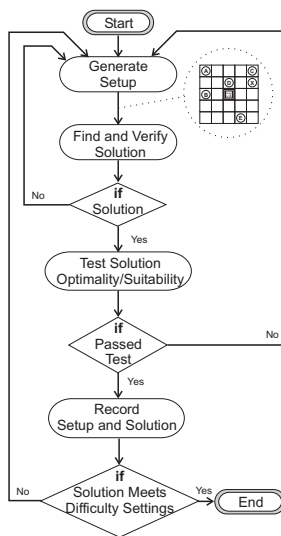 Start
Generate
Setup
A
C
D
X
B
E
Find and Verify
Solution
if
Solution
No
Yes
Test Solution
Optimality/Suitability
if
Passed
Test
No
Yes
Record
Setup and Solution
if
Solution Meets
Difficulty Settings
No
Yes
End